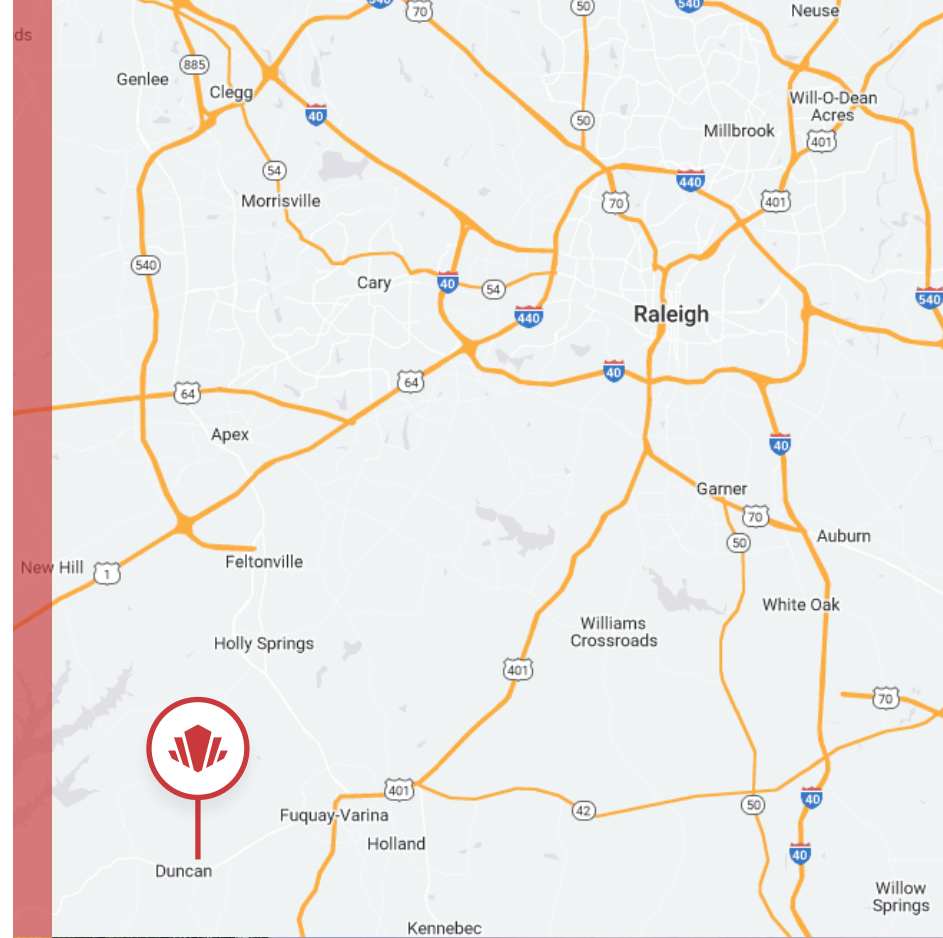 540
70
50
540
Neuse
ds
885
Genlee
Clegg
Will-O-Dean
Acres
40
50
Millbrook
401
54
440
Morrisville
70
401
540
Cary
40
54
540
440
Raleigh
40
64
64
Apex
40
Garner
70
50
Auburn
New Hill
1
Feltonville
White Oak
Williams
Crossroads
Holly Springs
401
70
401
42
50
40
Fuquay-Varina
Holland
40
Duncan
Willow
Springs
Kennebec